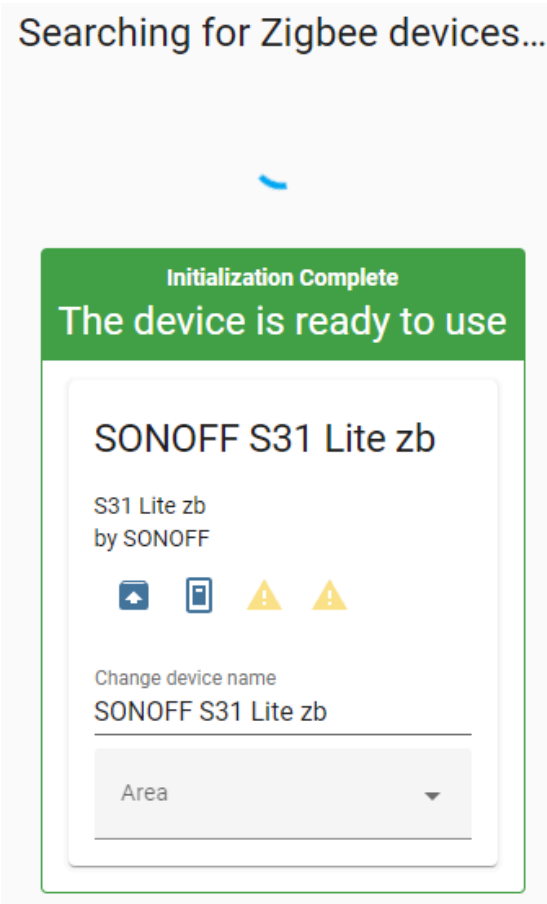 Searching for Zigbee devices...
Initialization Complete
The device is ready to use
SONOFF S31 Lite zb
S31 Lite zb
by SONOFF
Change device name
SONOFF S31 Lite zb
Area